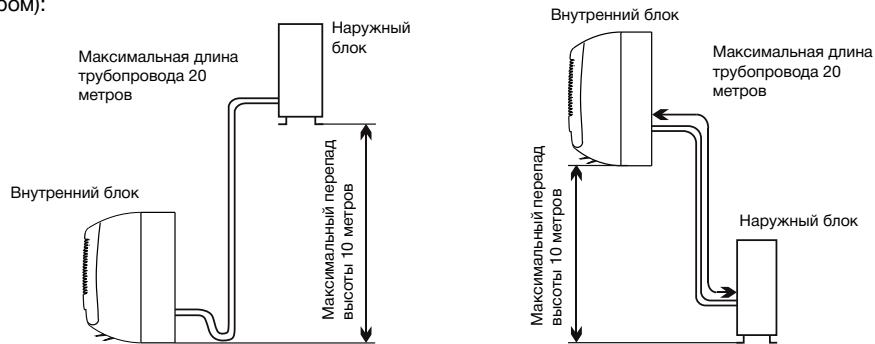 ром):
Наружный
блок
Максимальная длина
трубопровода 20
метров
Внутренний блок
Максимальный перепад
высоты 10 метров
Внутренний блок
Максимальная длина
трубопровода 20
метров
Максимальный перепад
высоты 10 метров
Наружный блок